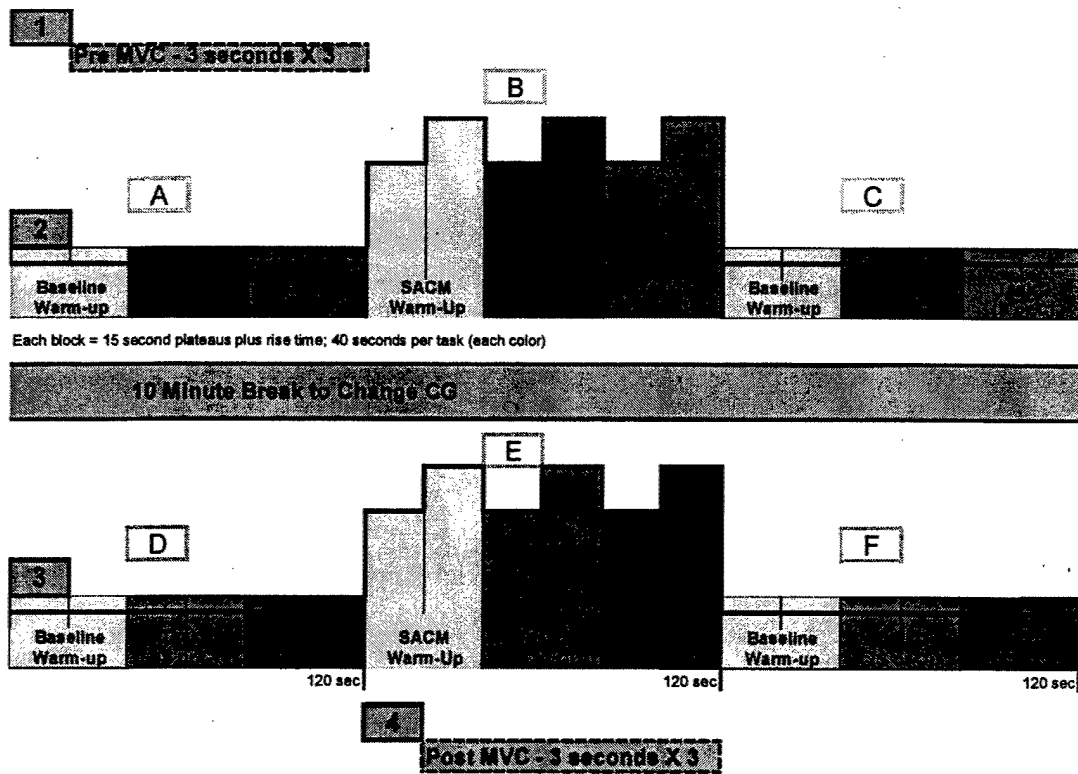 1
Pre MVC - 3 seconds X 3
B
A
C
2
Baseline
Warm-up
SACM
Warm-Up
Baseline
Warm-up
Each block = 15 second plateaus plus rise time; 40 seconds per task (each color)
10 Minute Break to Change CG
E
D
F
3
Baseline
Warm-up
SACM
Warm-Up
Baseline
Warm-up
120 sec
120 sec
120 sec
4
Post MVC - 3 seconds X 3